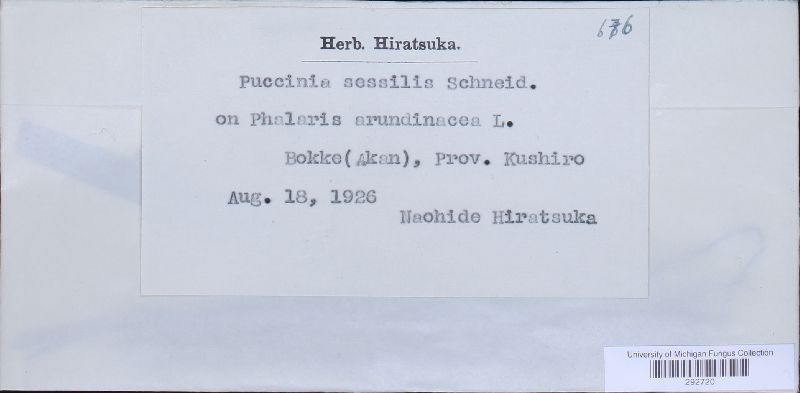 Herb. Hiratsuka.
Puccinia sessilis Schneid.
on Phalaris arundinacea L.
Bokke(Akan), Prov. Kushiro
Aug. 18, 1926
Naohide Hiratsuka
University of Michigan Fungus Collection
292720